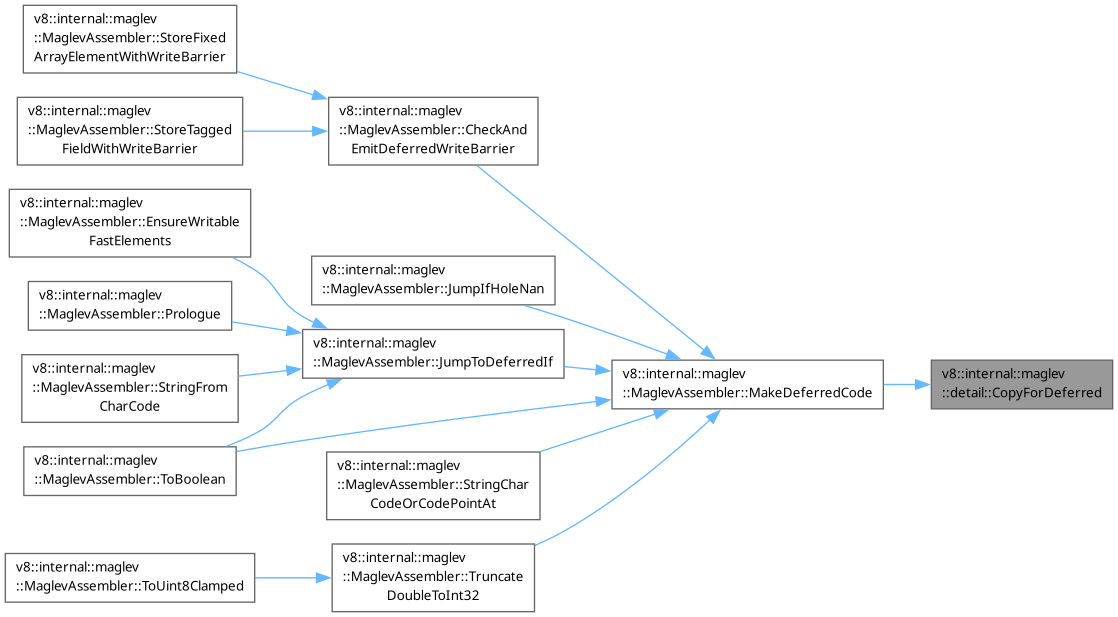 v8::internal::maglev
::MaglevAssembler::StoreFixed
ArrayElementWithWriteBarrier
v8::internal::maglev
::MaglevAssembler::StoreTagged
FieldWithWriteBarrier
v8::internal::maglev
::MaglevAssembler::CheckAnd
EmitDeferredWriteBarrier
v8::internal::maglev
::MaglevAssembler::EnsureWritable
FastElements
v8::internal::maglev
::MaglevAssembler::JumpIfHoleNan
v8::internal::maglev
::MaglevAssembler::Prologue
v8::internal::maglev
::MaglevAssembler::JumpToDeferredIf
v8::internal::maglev
::MaglevAssembler::StringFrom
CharCode
v8::internal::maglev
::MaglevAssembler::MakeDeferredCode
v8::internal::maglev
::detail::CopyForDeferred
v8::internal::maglev
::MaglevAssembler::ToBoolean
v8::internal::maglev
::MaglevAssembler::StringChar
CodeOrCodePointAt
v8::internal::maglev
::MaglevAssembler::ToUint8Clamped
v8::internal::maglev
::MaglevAssembler::Truncate
DoubleToInt32